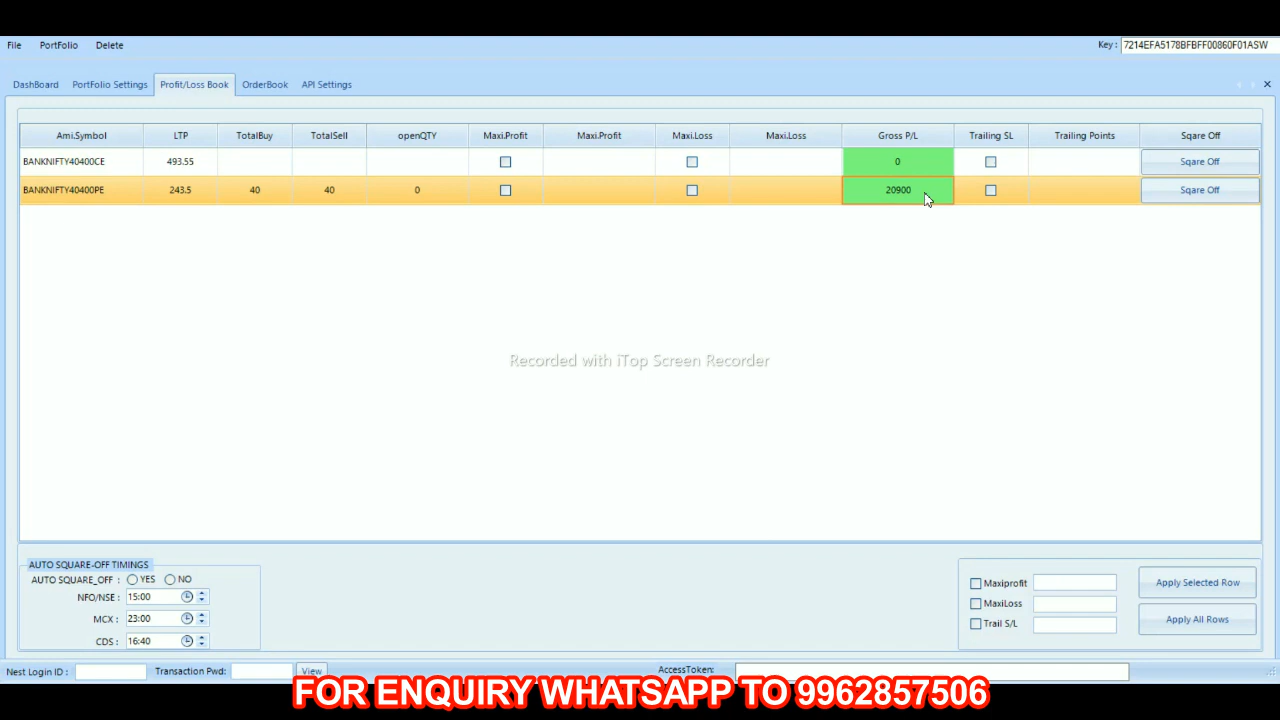 File PortFolio Delete Key : 7214EFA5178BFBFF00860F01ASW
DashBoard PortFolio Settings Profit/Loss Book OrderBook API Settings
Ami.Symbol LTP TotalBuy TotalSell openQTY Maxi.Profit Maxi.Profit Maxi.Loss Maxi.Loss Gross P/L Trailing SL Trailing Points Sqare Off
BANKNIFTY40400CE 493.55 0 Sqare Off
BANKNIFTY40400PE 243.5 40 40 0 20900 Sqare Off
Recorded with iTop Screen Recorder
AUTO SQUARE-OFF TIMINGS
AUTO SQUARE_OFF : YES NO
NFO/NSE : 15:00
MCX : 23:00
CDS : 16:40
Maxiprofit
MaxiLoss
Trail S/L
Apply Selected Row
Apply All Rows
Nest Login ID : Transaction Pwd: View AccessToken:
FOR ENQUIRY WHATSAPP TO 9962857506